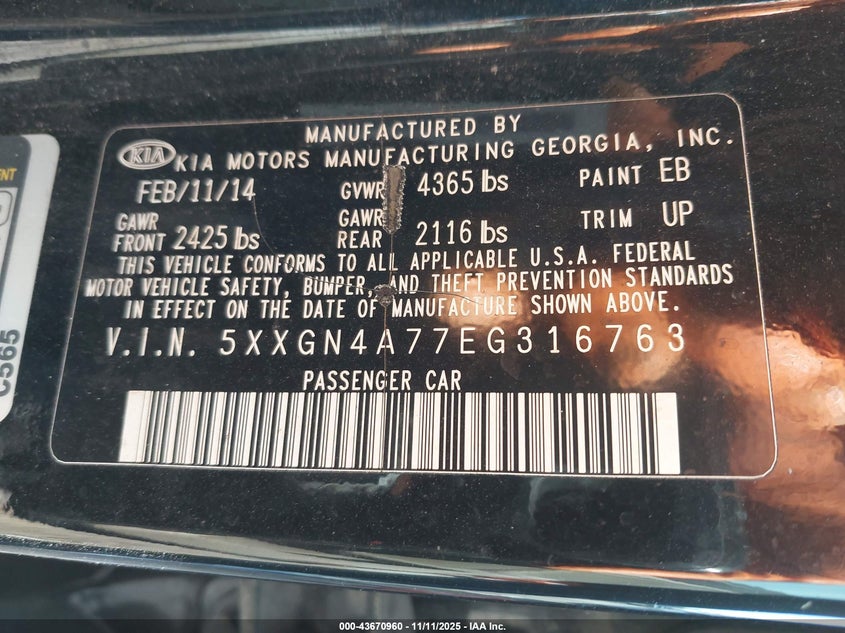 MANUFACTURED BY
KIA KIA MOTORS MANUFACTURING GEORGIA, INC.
FEB/11/14 GVWR 4365 lbs PAINT EB
GAWR FRONT 2425 lbs GAWR REAR 2116 lbs TRIM UP
THIS VEHICLE CONFORMS TO ALL APPLICABLE U.S.A. FEDERAL
MOTOR VEHICLE SAFETY, BUMPER, AND THEFT PREVENTION STANDARDS
IN EFFECT ON THE DATE OF MANUFACTURE SHOWN ABOVE.
V.I.N. 5XXGN4A77EG316763
PASSENGER CAR
C565
000-43670960 - 11/11/2025 - IAA Inc.